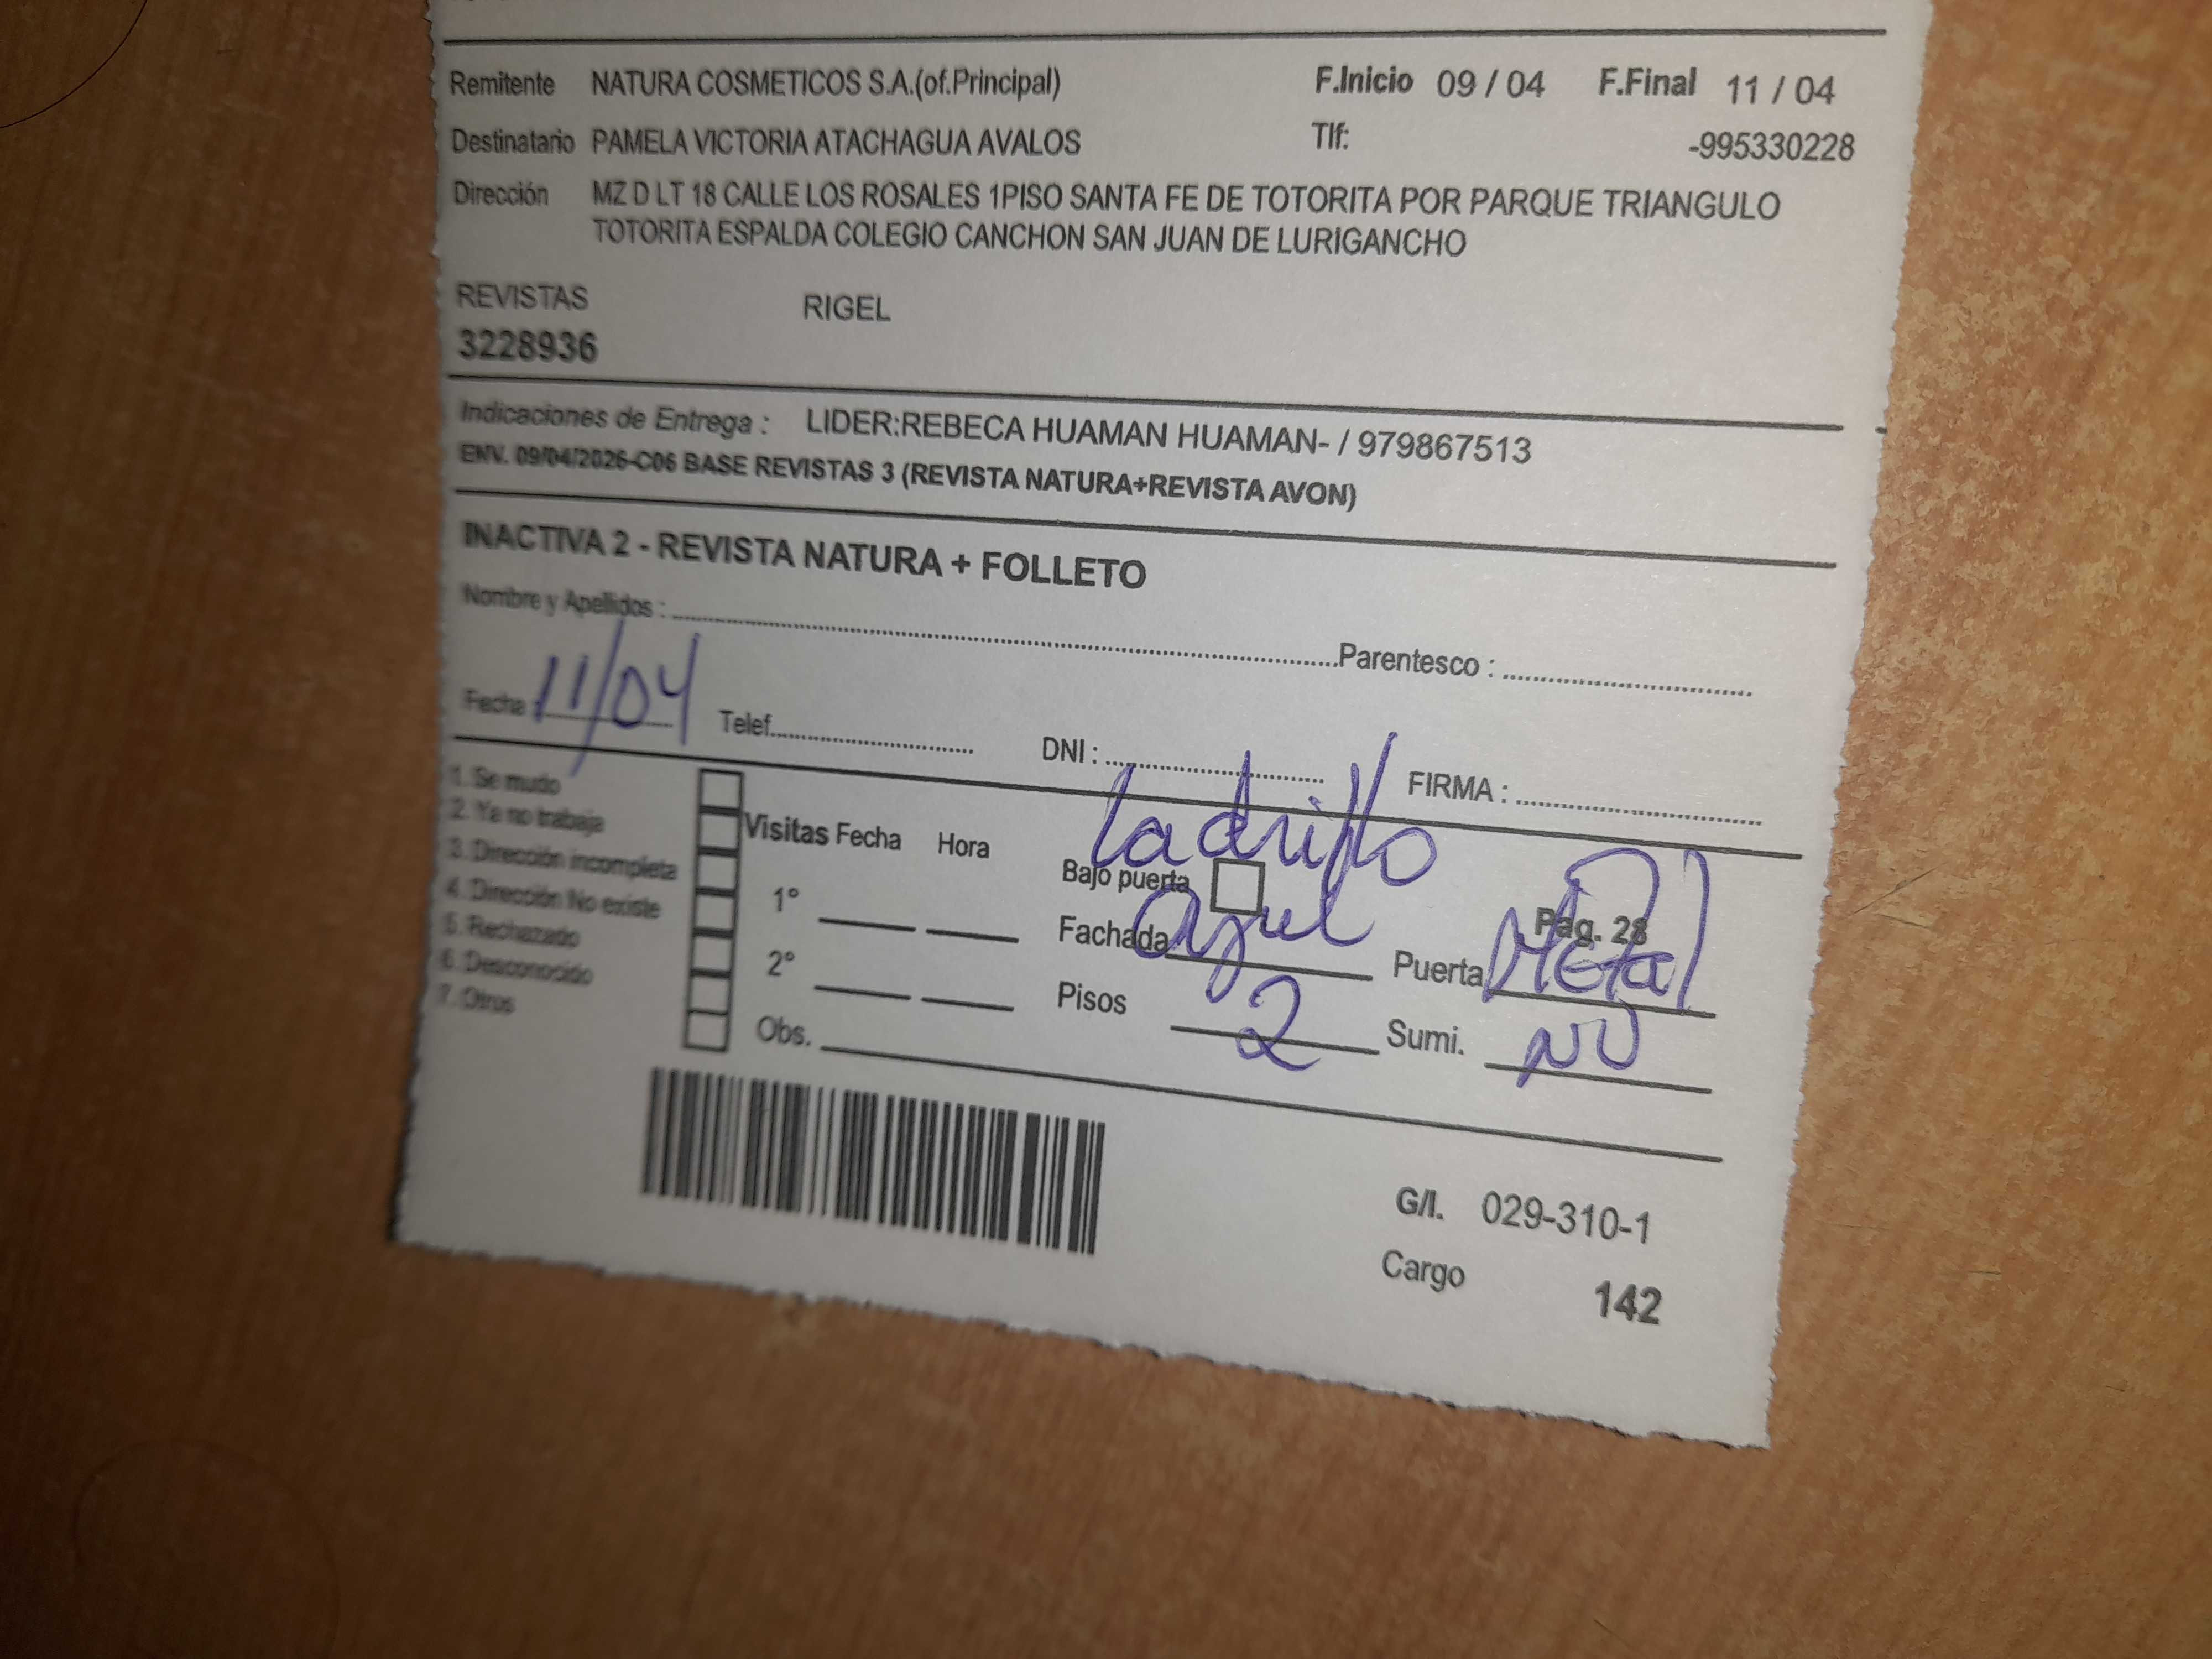 Remitente NATURA COSMETICOS S.A.(of.Principal) F.Inicio 09 / 04 F.Final 11 / 04
Destinatario PAMELA VICTORIA ATACHAGUA AVALOS Tlf: -995330228
Dirección MZ D LT 18 CALLE LOS ROSALES 1PISO SANTA FE DE TOTORITA POR PARQUE TRIANGULO
TOTORITA ESPALDA COLEGIO CANCHON SAN JUAN DE LURIGANCHO
REVISTAS RIGEL
3228936
Indicaciones de Entrega : LIDER:REBECA HUAMAN HUAMAN- / 979867513
ENV. 09/04/2026-C06 BASE REVISTAS 3 (REVISTA NATURA+REVISTA AVON)
INACTIVA 2 - REVISTA NATURA + FOLLETO
Nombre y Apellidos : Parentesco :
Fecha : 11/04 Telef. DNI : FIRMA :
1. Se mudo
2. Ya no trabaja
3. Dirección incompleta
4. Dirección No existe
5. Rechazado
6. Desconocido
7. Otros
Visitas Fecha Hora
1°
2°
Obs.
Ladrillo
Bajo puerta Pag. 28
Fachada Azul Puerta Metal
Pisos 2 Sumi. NO
G/I. 029-310-1
Cargo 142